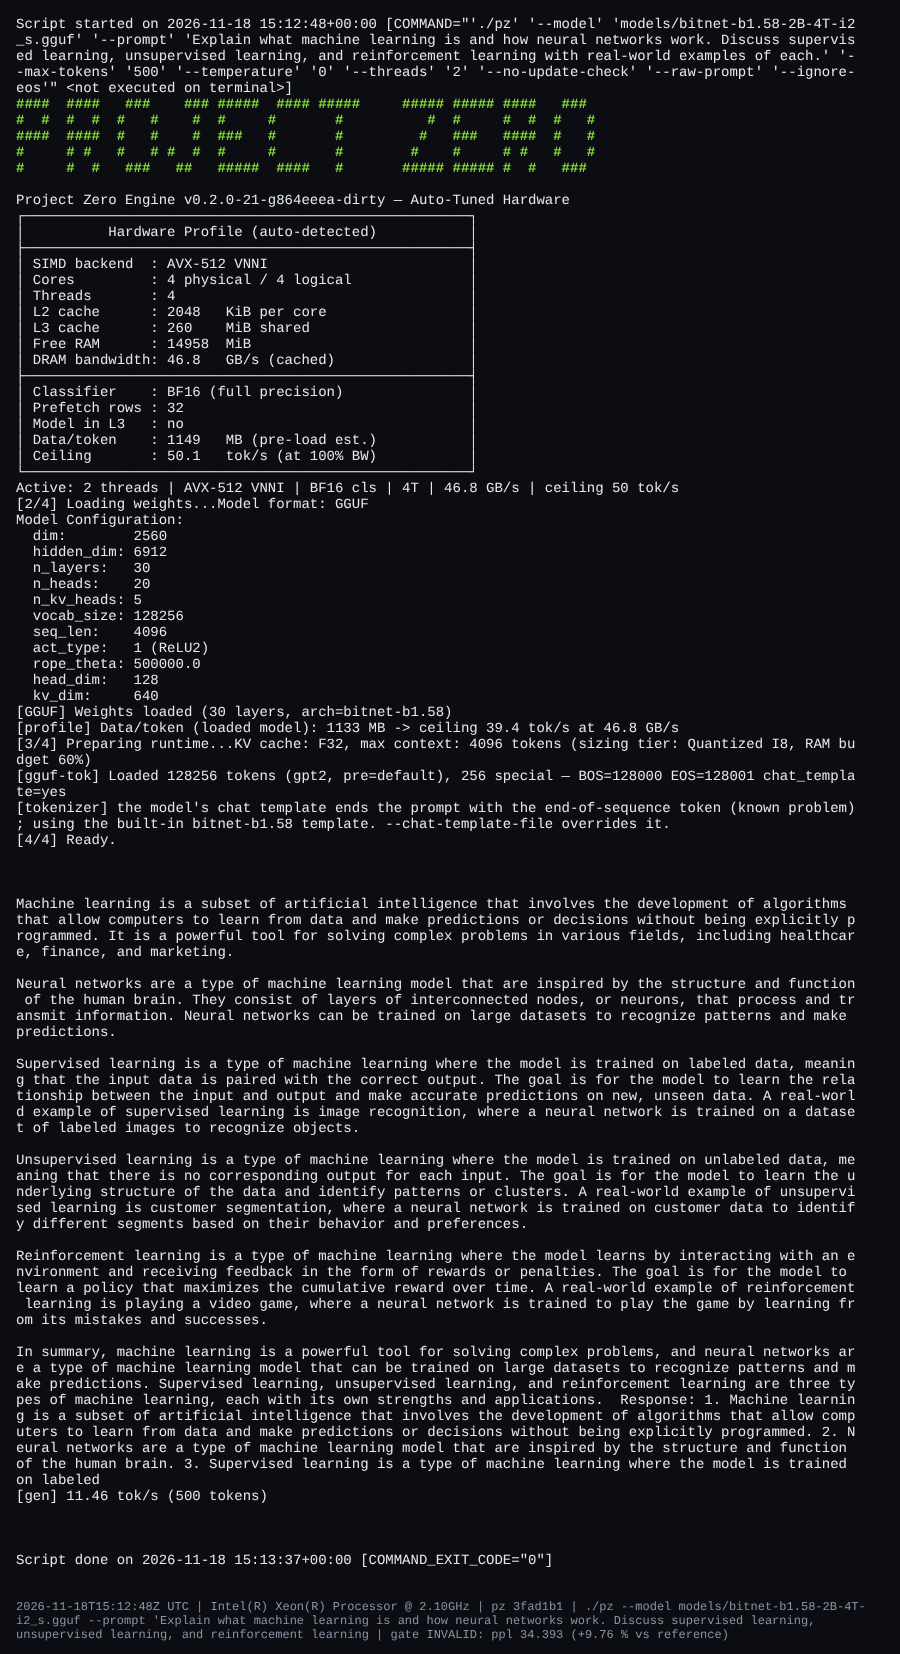 Script started on 2026-11-18 15:12:48+00:00 [COMMAND="'./pz' '--model' 'models/bitnet-b1.58-2B-4T-i2
_s.gguf' '--prompt' 'Explain what machine learning is and how neural networks work. Discuss supervis
ed learning, unsupervised learning, and reinforcement learning with real-world examples of each.' '-
-max-tokens' '500' '--temperature' '0' '--threads' '2' '--no-update-check' '--raw-prompt' '--ignore-
eos'" <not executed on terminal>]
PROJECT ZERO
Project Zero Engine v0.2.0-21-g864eeea-dirty — Auto-Tuned Hardware
Hardware Profile (auto-detected)
SIMD backend  : AVX-512 VNNI
Cores         : 4 physical / 4 logical
Threads       : 4
L2 cache      : 2048   KiB per core
L3 cache      : 260    MiB shared
Free RAM      : 14958  MiB
DRAM bandwidth: 46.8   GB/s (cached)
Classifier    : BF16 (full precision)
Prefetch rows : 32
Model in L3   : no
Data/token    : 1149   MB (pre-load est.)
Ceiling       : 50.1   tok/s (at 100% BW)
Active: 2 threads | AVX-512 VNNI | BF16 cls | 4T | 46.8 GB/s | ceiling 50 tok/s
[2/4] Loading weights...Model format: GGUF
Model Configuration:
  dim:        2560
  hidden_dim: 6912
  n_layers:   30
  n_heads:    20
  n_kv_heads: 5
  vocab_size: 128256
  seq_len:    4096
  act_type:   1 (ReLU2)
  rope_theta: 500000.0
  head_dim:   128
  kv_dim:     640
[GGUF] Weights loaded (30 layers, arch=bitnet-b1.58)
[profile] Data/token (loaded model): 1133 MB -> ceiling 39.4 tok/s at 46.8 GB/s
[3/4] Preparing runtime...KV cache: F32, max context: 4096 tokens (sizing tier: Quantized I8, RAM bu
dget 60%)
[gguf-tok] Loaded 128256 tokens (gpt2, pre=default), 256 special — BOS=128000 EOS=128001 chat_templa
te=yes
[tokenizer] the model's chat template ends the prompt with the end-of-sequence token (known problem)
; using the built-in bitnet-b1.58 template. --chat-template-file overrides it.
[4/4] Ready.
Machine learning is a subset of artificial intelligence that involves the development of algorithms
that allow computers to learn from data and make predictions or decisions without being explicitly p
rogrammed. It is a powerful tool for solving complex problems in various fields, including healthcar
e, finance, and marketing.
Neural networks are a type of machine learning model that are inspired by the structure and function
 of the human brain. They consist of layers of interconnected nodes, or neurons, that process and tr
ansmit information. Neural networks can be trained on large datasets to recognize patterns and make
predictions.
Supervised learning is a type of machine learning where the model is trained on labeled data, meanin
g that the input data is paired with the correct output. The goal is for the model to learn the rela
tionship between the input and output and make accurate predictions on new, unseen data. A real-worl
d example of supervised learning is image recognition, where a neural network is trained on a datase
t of labeled images to recognize objects.
Unsupervised learning is a type of machine learning where the model is trained on unlabeled data, me
aning that there is no corresponding output for each input. The goal is for the model to learn the u
nderlying structure of the data and identify patterns or clusters. A real-world example of unsupervi
sed learning is customer segmentation, where a neural network is trained on customer data to identif
y different segments based on their behavior and preferences.
Reinforcement learning is a type of machine learning where the model learns by interacting with an e
nvironment and receiving feedback in the form of rewards or penalties. The goal is for the model to
learn a policy that maximizes the cumulative reward over time. A real-world example of reinforcement
 learning is playing a video game, where a neural network is trained to play the game by learning fr
om its mistakes and successes.
In summary, machine learning is a powerful tool for solving complex problems, and neural networks ar
e a type of machine learning model that can be trained on large datasets to recognize patterns and m
ake predictions. Supervised learning, unsupervised learning, and reinforcement learning are three ty
pes of machine learning, each with its own strengths and applications.  Response: 1. Machine learnin
g is a subset of artificial intelligence that involves the development of algorithms that allow comp
uters to learn from data and make predictions or decisions without being explicitly programmed. 2. N
eural networks are a type of machine learning model that are inspired by the structure and function
of the human brain. 3. Supervised learning is a type of machine learning where the model is trained
on labeled
[gen] 11.46 tok/s (500 tokens)
Script done on 2026-11-18 15:13:37+00:00 [COMMAND_EXIT_CODE="0"]
2026-11-18T15:12:48Z UTC | Intel(R) Xeon(R) Processor @ 2.10GHz | pz 3fad1b1 | ./pz --model models/bitnet-b1.58-2B-4T-
i2_s.gguf --prompt 'Explain what machine learning is and how neural networks work. Discuss supervised learning,
unsupervised learning, and reinforcement learning | gate INVALID: ppl 34.393 (+9.76 % vs reference)